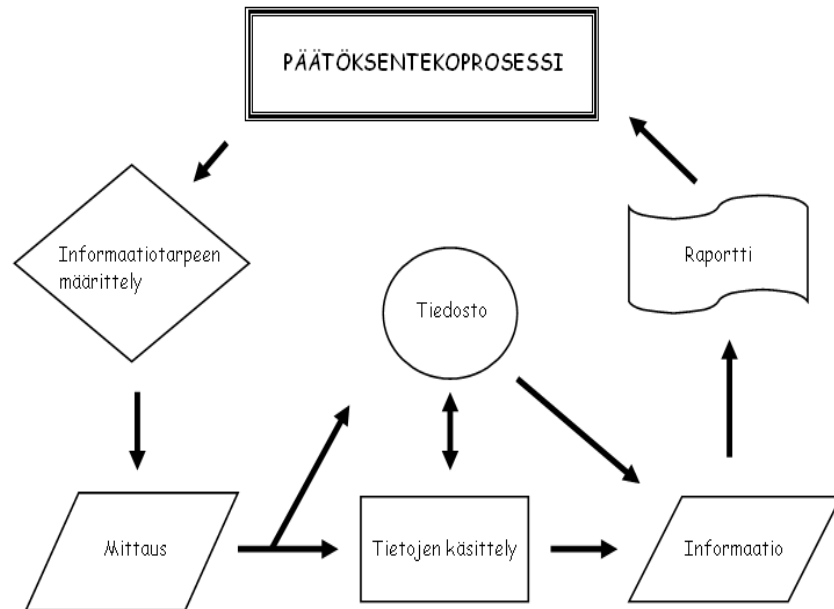 PÄÄTÖKSENTEKOPROSESSI
Informaatiotarpeen
määrittely
Raportti
Tiedosto
Mittaus
Tietojen käsittely
Informaatio